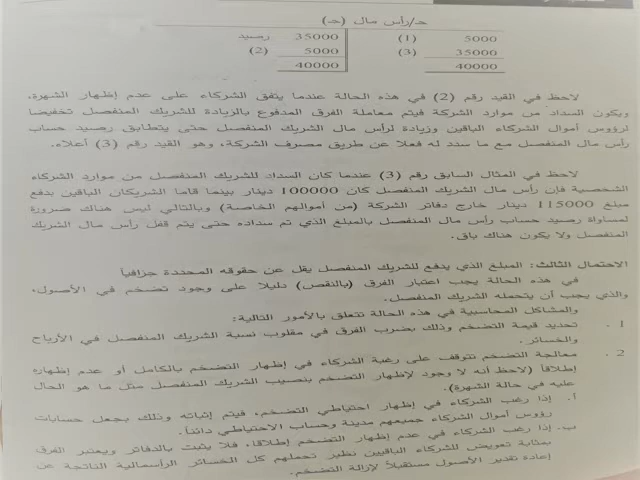 حـ/رأس مال (حـ)
5000 (1) 35000 رصيد
35000 (3) 5000 (2)
40000 40000
لاحظ في القيد رقم (2) في هذه الحالة عندما يتفق الشركاء على عدم إظهار الشهرة،
ويكون السداد من موارد الشركة فيتم معاملة الفرق المدفوع بالزيادة للشريك المنفصل تخفيضا
لرؤوس أموال الشركاء الباقين وزيادة لرأس مال الشريك المنفصل حتى يتطابق رصيد حساب
رأس مال المنفصل مع ما سدد له فعلا عن طريق مصرف الشركة، وهو القيد رقم (3) أعلاه.
لاحظ في المثال السابق رقم (3) عندما كان السداد للشريك المنفصل من موارد الشركاء
الشخصية فإن رأس مال الشريك المنفصل كان 100000 دينار بينما قاما الشريكان الباقين بدفع
مبلغ 115000 دينار خارج دفاتر الشركة (من أموالهم الخاصة) وبالتالي ليس هناك ضرورة
لمساواة رصيد حساب رأس مال المنفصل بالمبلغ الذي تم سداده حتى يتم قفل رأس مال الشريك
المنفصل ولا يكون هناك باق.
الاحتمال الثالث: المبلغ الذي يدفع للشريك المنفصل يقل عن حقوقه المحددة جزافيا
في هذه الحالة يجب اعتبار الفرق (بالنقص) دليلا على وجود تضخم في الأصول،
والذي يجب أن يتحمله الشريك المنفصل.
والمشاكل المحاسبية في هذه الحالة تتعلق بالأمور التالية:
1. تحديد قيمة التضخم وذلك بضرب الفرق في مقلوب نسبة الشريك المنفصل في الأرباح
والخسائر.
2. معالجة التضخم تتوقف على رغبة الشركاء في إظهار التضخم بالكامل أو عدم إظهاره
إطلاقاً (لاحظ أنه لا وجود لإظهار التضخم بنصيب الشريك المنفصل مثل ما هو الحال
عليه في حالة الشهرة).
أ. إذا رغب الشركاء في إظهار احتياطي التضخم، فيتم إثباته وذلك بجعل حسابات
رؤوس أموال الشركاء جميعهم مدينة وحساب الاحتياطي دائناً.
ب. إذا رغب الشركاء في عدم إظهار التضخم إطلاقا، فلا يثبت بالدفاتر ويعتبر الفرق
بمثابة تعويض للشركاء الباقيين نظير تحملهم كل الخسائر الرأسمالية الناتجة عن
إعادة تقدير الأصول مستقبلاً لإزالة التضخم.